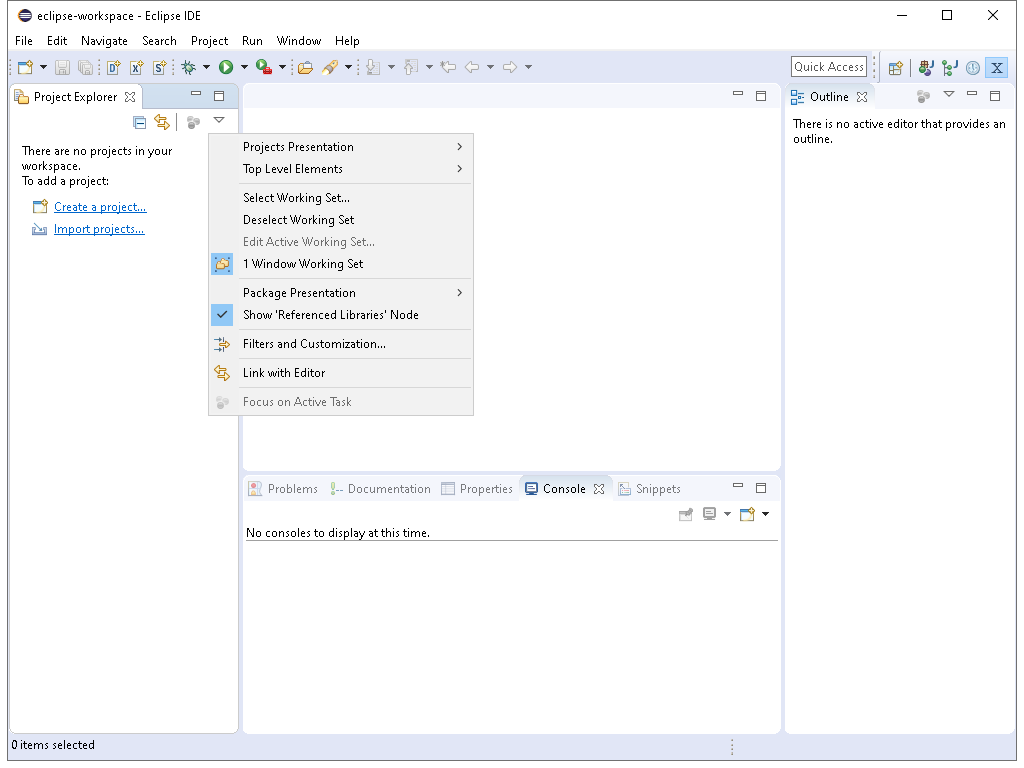 eclipse-workspace - Eclipse IDE
File Edit Navigate Search Project Run Window Help
Quick Access
Project Explorer
Outline
There are no projects in your
workspace.
To add a project:
Create a project...
Import projects...
Projects Presentation
Top Level Elements
Select Working Set...
Deselect Working Set
Edit Active Working Set...
1 Window Working Set
Package Presentation
Show 'Referenced Libraries' Node
Filters and Customization...
Link with Editor
Focus on Active Task
There is no active editor that provides an
outline.
Problems Documentation Properties Console Snippets
No consoles to display at this time.
0 items selected